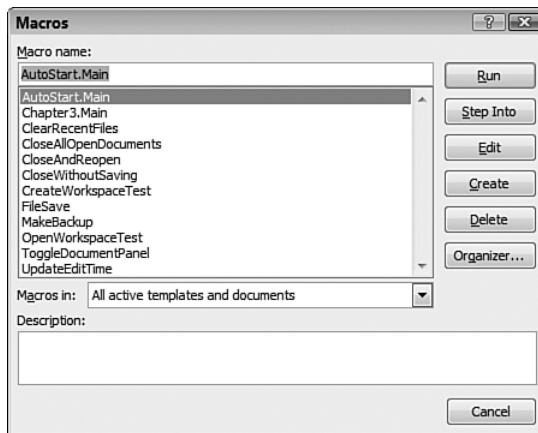 Macros
Macro name:
AutoStart.Main
Run
AutoStart.Main
Chapter3.Main
ClearRecentFiles
CloseAllOpenDocuments
CloseAndReopen
CloseWithoutSaving
CreateWorkspaceTest
FileSave
MakeBackup
OpenWorkspaceTest
ToggleDocumentPanel
UpdateEditTime
Step Into
Edit
Create
Delete
Organizer...
Macros in: All active templates and documents
Description:
Cancel